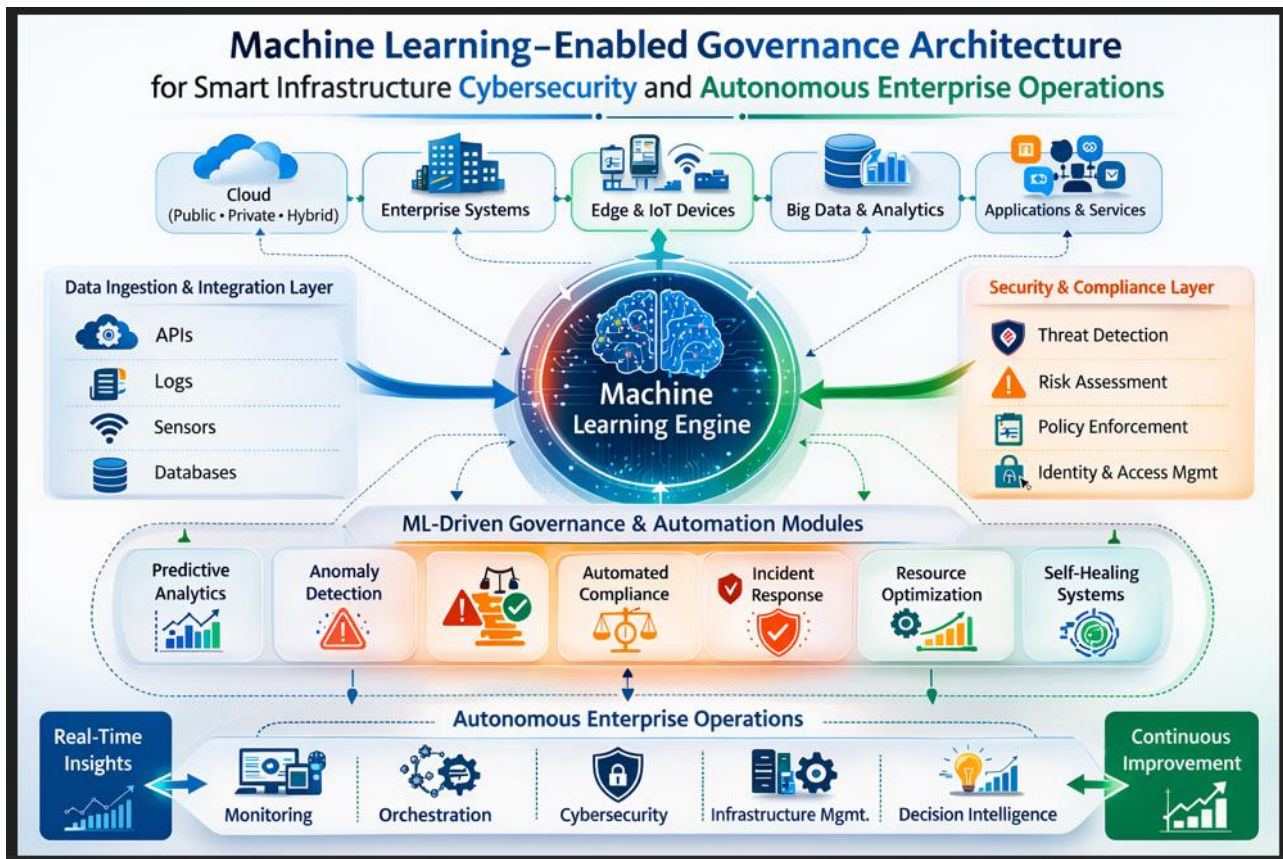 Machine Learning–Enabled Governance Architecture
for Smart Infrastructure Cybersecurity and Autonomous Enterprise Operations
Cloud
(Public • Private • Hybrid)
Enterprise Systems
Edge & IoT Devices
Big Data & Analytics
Applications & Services
Data Ingestion & Integration Layer
APIs
Logs
Sensors
Databases
Machine
Learning Engine
Security & Compliance Layer
Threat Detection
Risk Assessment
Policy Enforcement
Identity & Access Mgmt
ML-Driven Governance & Automation Modules
Predictive
Analytics
Anomaly
Detection
Automated
Compliance
Incident
Response
Resource
Optimization
Self-Healing
Systems
Real-Time
Insights
Autonomous Enterprise Operations
Monitoring
Orchestration
Cybersecurity
Infrastructure Mgmt.
Decision Intelligence
Continuous
Improvement